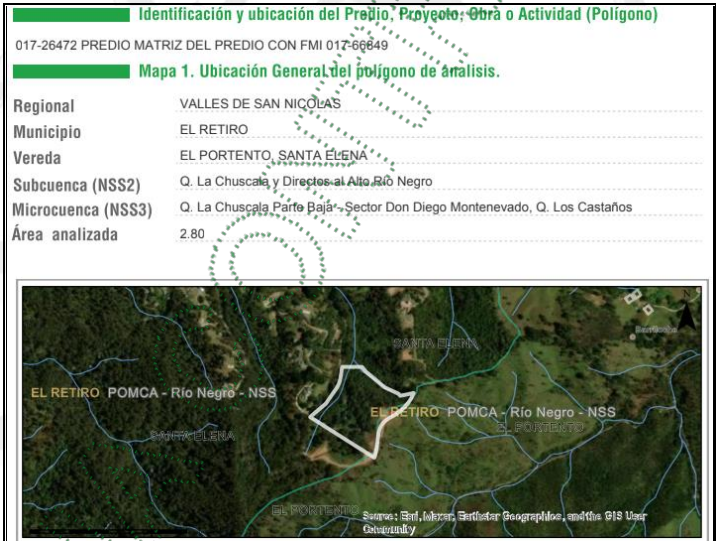 Identificación y ubicación del Predio, Proyecto, Obra o Actividad (Polígono)
017-26472 PREDIO MATRIZ DEL PREDIO CON FMI 017-66849
Mapa 1. Ubicación General del polígono de análisis.
Regional VALLES DE SAN NICOLAS
Municipio EL RETIRO
Vereda EL PORTENTO, SANTA ELENA
Subcuenca (NSS2) Q. La Chuscala y Directos al Alto Río Negro
Microcuenca (NSS3) Q. La Chuscala Parte Baja - Sector Don Diego Montenevado, Q. Los Castaños
Área analizada 2.80
SANTA ELENA
EL RETIRO POMCA - Río Negro - NSS
EL RETIRO POMCA - Río Negro - NSS
EL PORTENTO
SANTA ELENA
EL PORTENTO
Source: Esri, Maxar, Earthstar Geographics, and the GIS User
Community